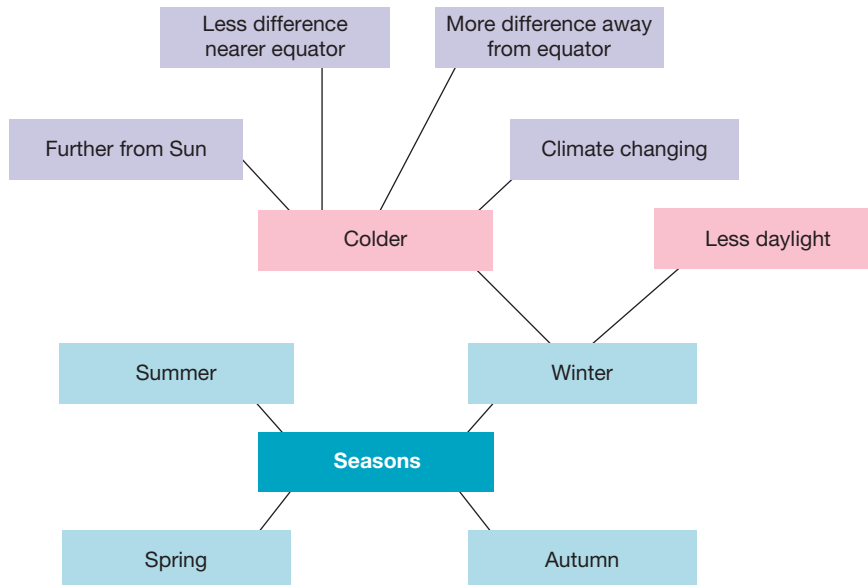 Less difference
nearer equator
More difference away
from equator
Further from Sun
Climate changing
Colder
Less daylight
Summer
Winter
Seasons
Spring
Autumn